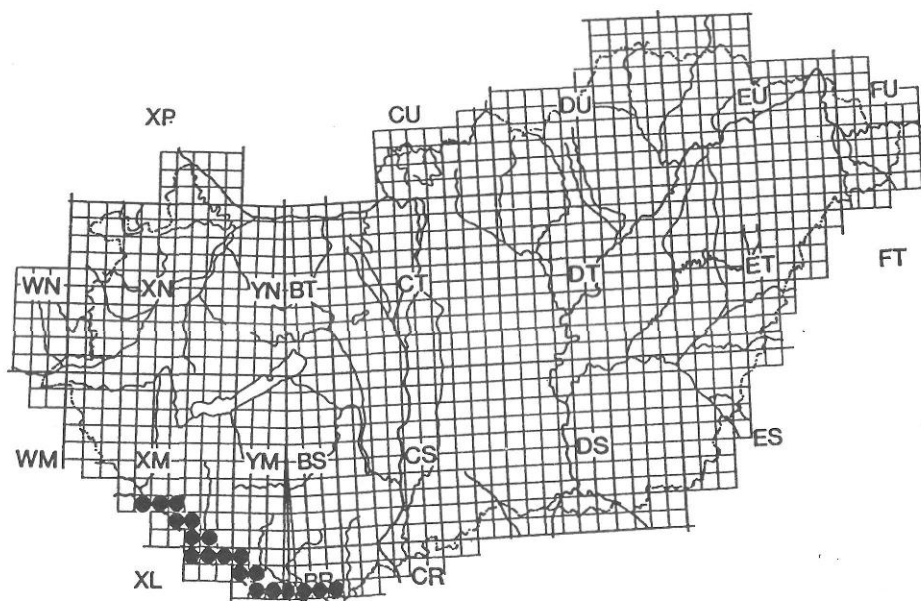 DU EU FU
XP CU
WN XN YN BT CT DT ET FT
WM XM YM BS CS DS ES
XL BR CR